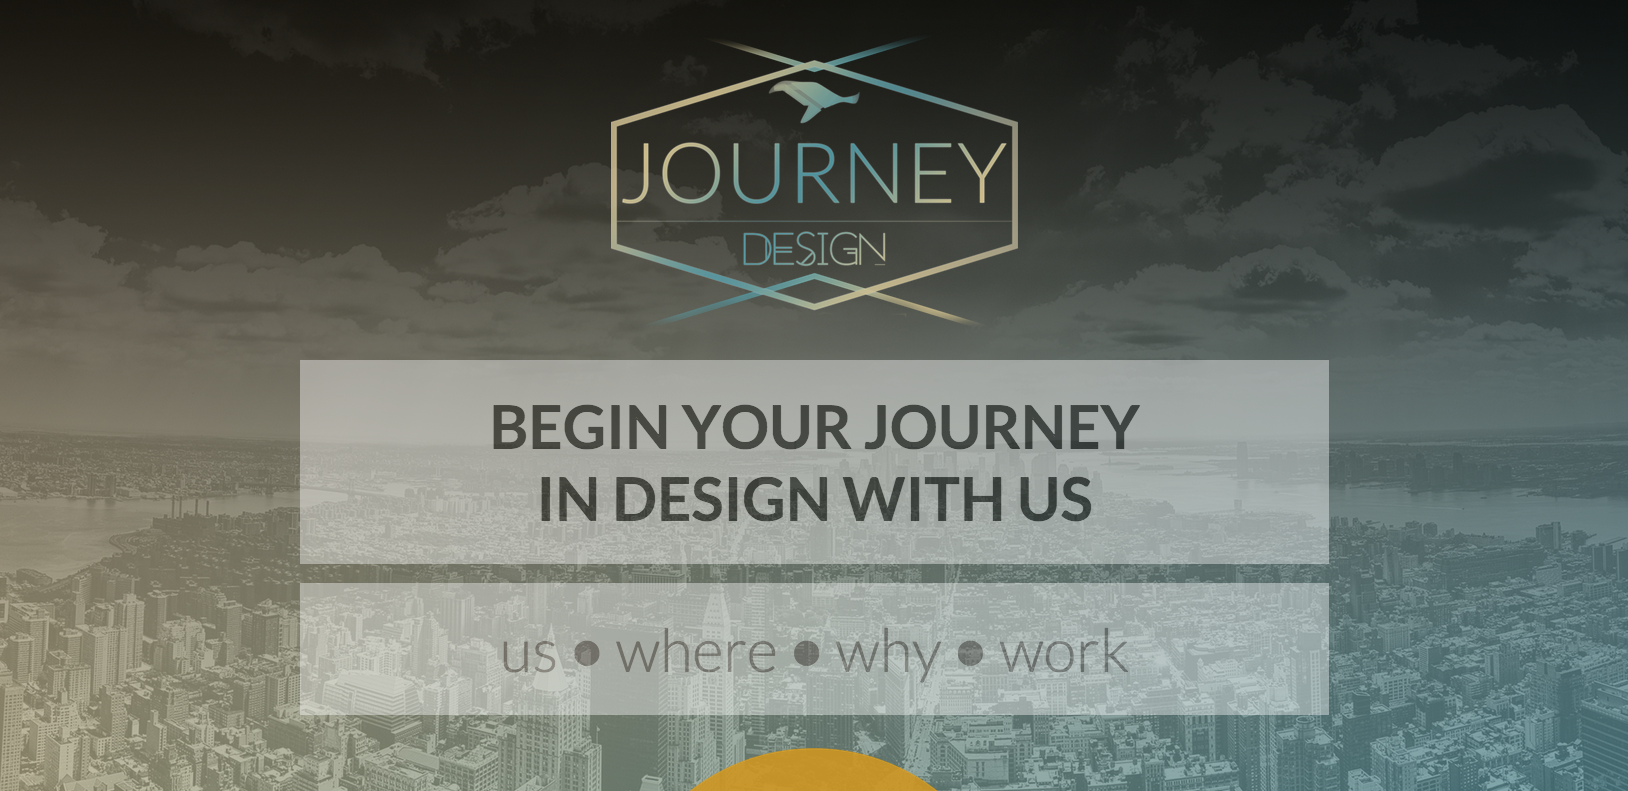 JOURNEY
DESIGN
BEGIN YOUR JOURNEY
IN DESIGN WITH US
us • where • why • work